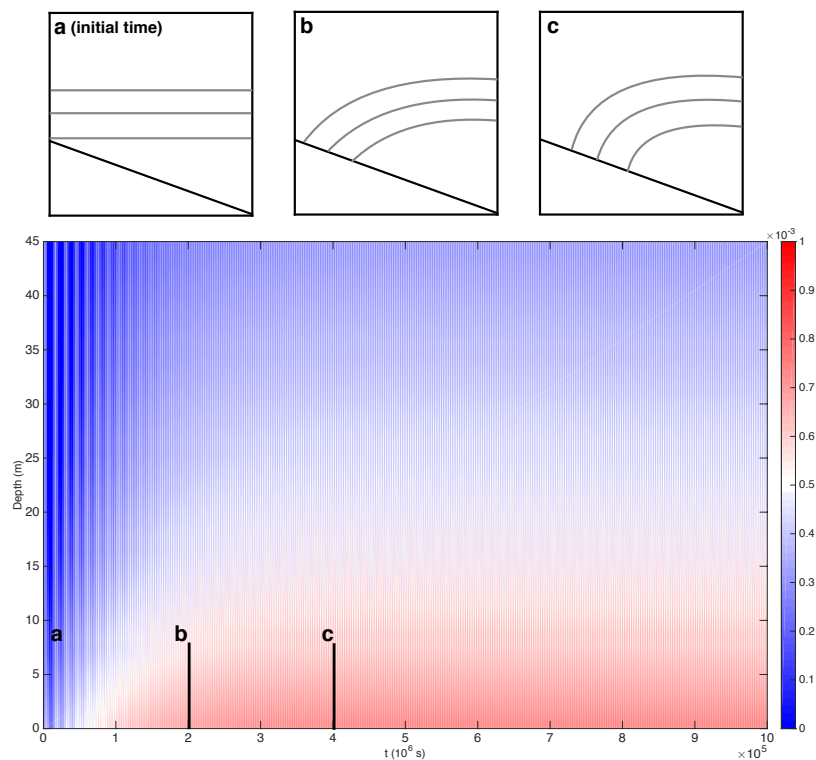 a (initial time)
b
c
×10⁻³
45
40
35
30
25
20
15
10
5
0
Depth (m)
a
b
c
0 1 2 3 4 5 6 7 8 9 10
t (10⁶ s)
×10⁵
1
0.9
0.8
0.7
0.6
0.5
0.4
0.3
0.2
0.1
0